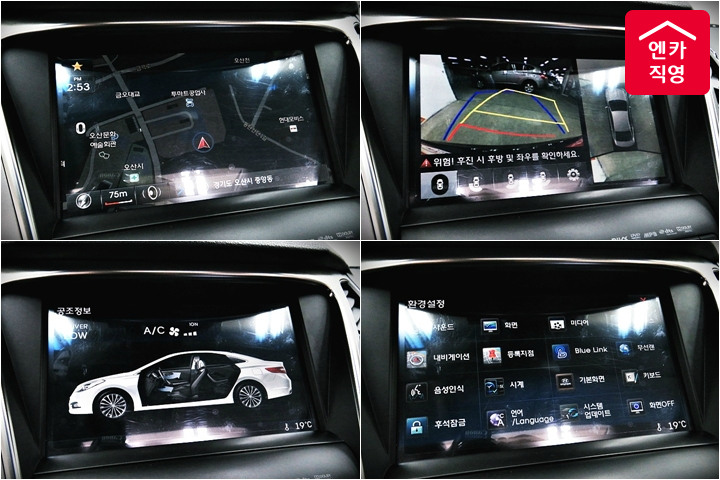 오산천
PM
2:53
금오대교
투마트공업사
현대모비스
0
오산문화
예술회관
오산시
75m
경기도 오산시 중앙동
엔카
직영
위험! 후진 시 후방 및 좌우를 확인하세요.
공조정보
A/C
ION
19℃
환경설정
사운드
화면
미디어
내비게이션
등록지점
Blue Link
무선랜
음성인식
시계
기본화면
키보드
후석잠금
언어
/Language
시스템
업데이트
화면OFF
19℃